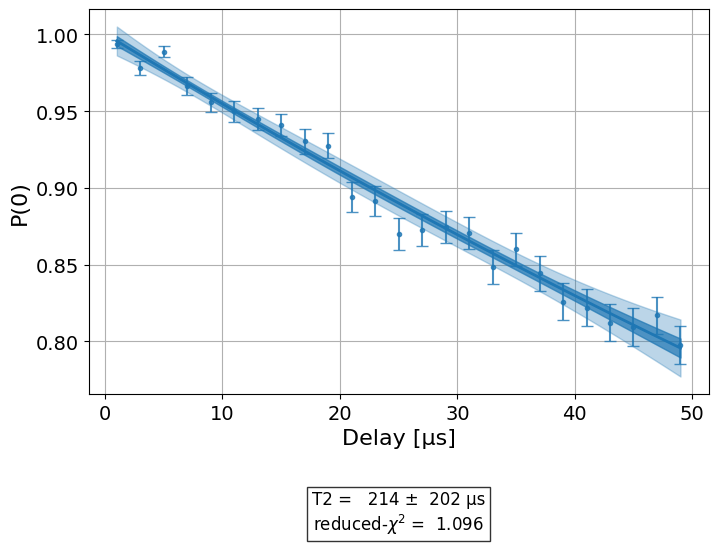 1.00
0.95
0.90
0.85
0.80
P(0)
0 10 20 30 40 50
Delay [µs]
T2 = 214 ± 202 µs
reduced-χ² = 1.096